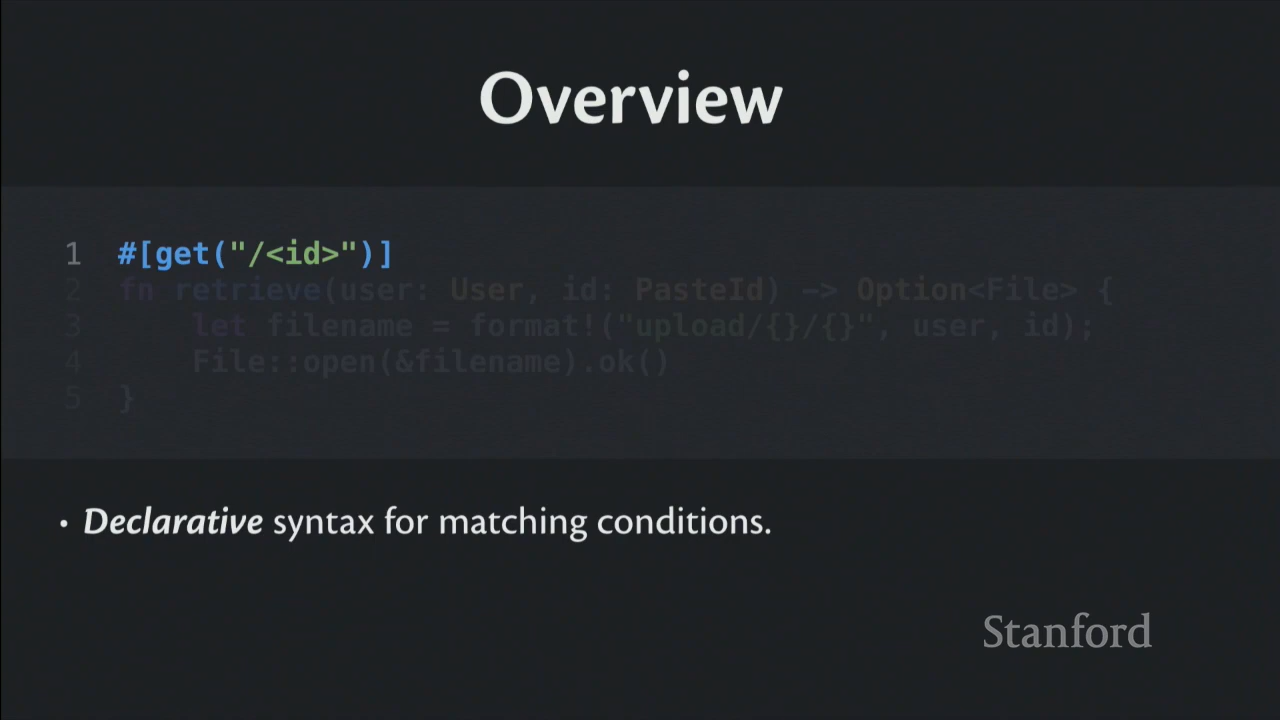 Overview
1 #[get("/<id>")]
2 fn retrieve(user: User, id: PasteId) -> Option<File> {
3 let filename = format!("upload/{}/{}", user, id);
4 File::open(&filename).ok()
5 }
• Declarative syntax for matching conditions.
Stanford